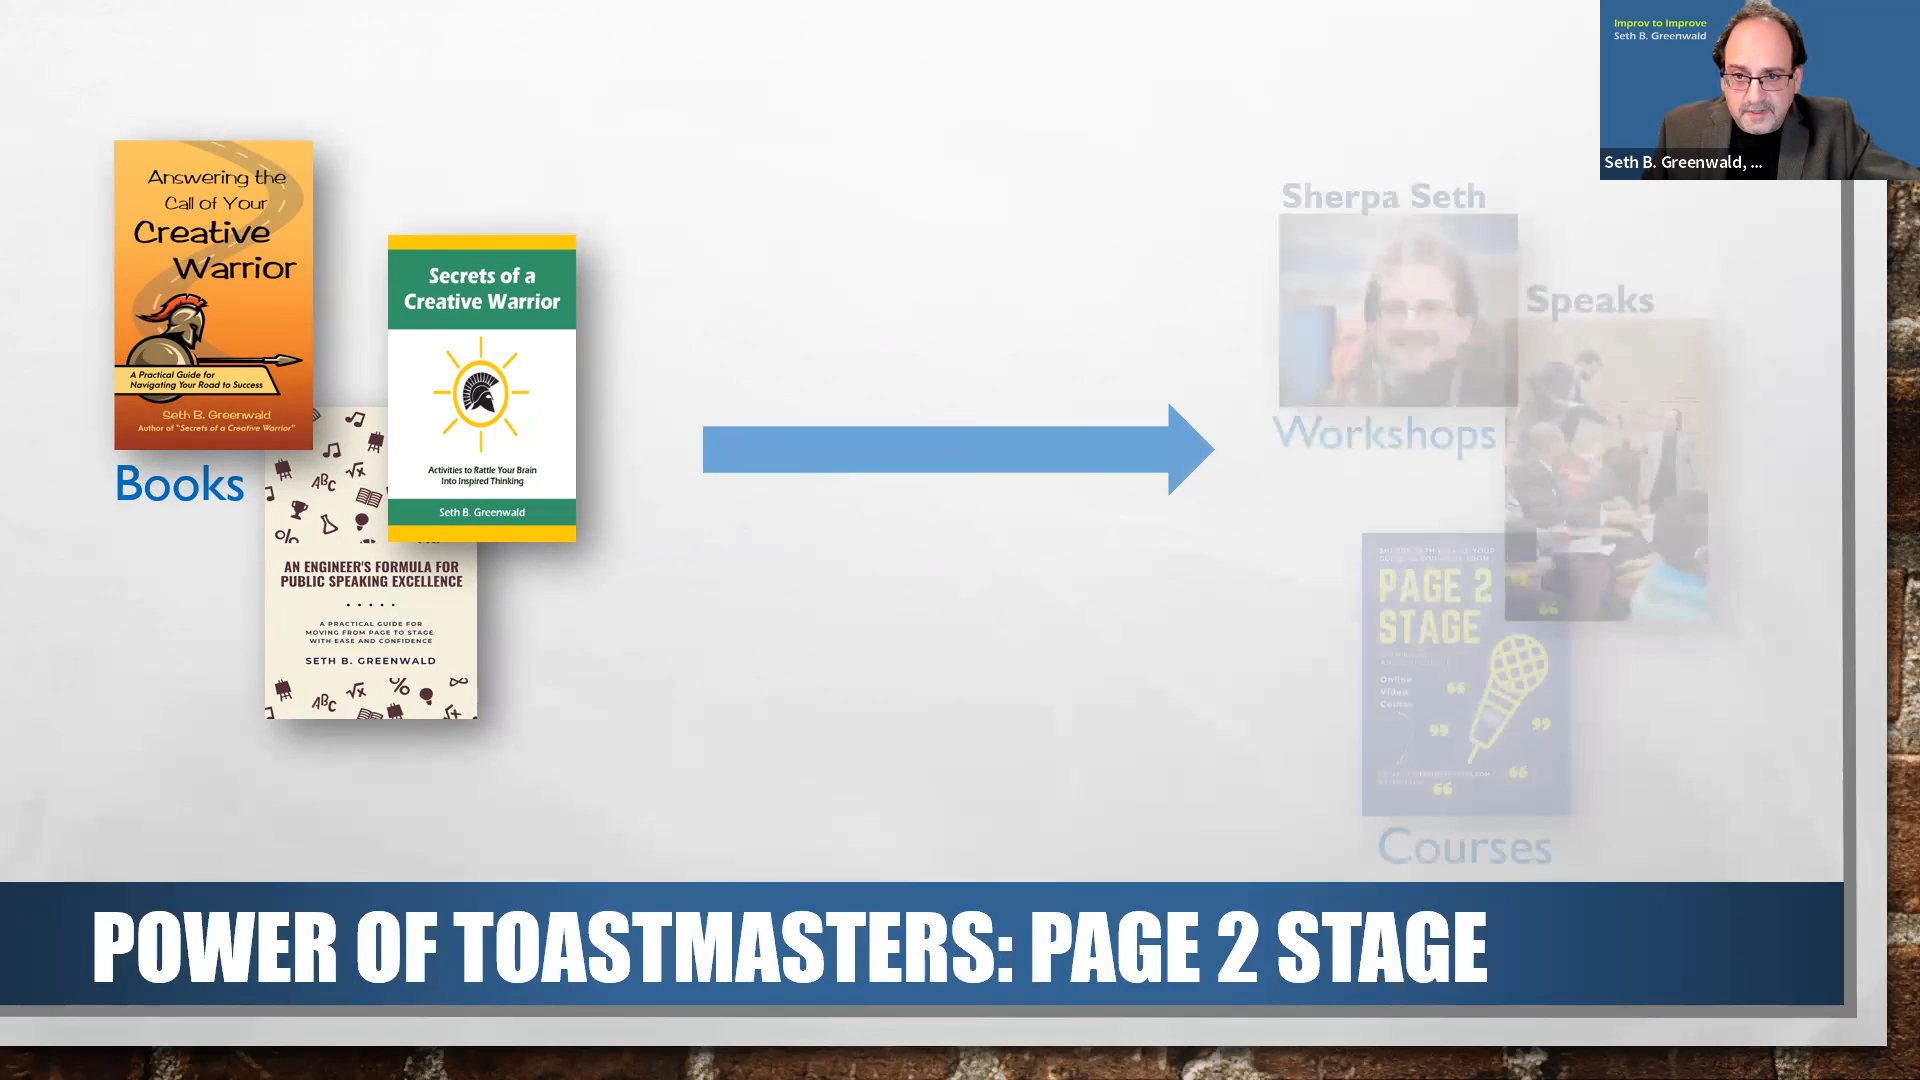 Improv to Improve
Seth B. Greenwald
Seth B. Greenwald, ...
Answering the
Call of Your
Creative
Warrior
A Practical Guide for
Navigating Your Road to Success
Seth B. Greenwald
Author of "Secrets of a Creative Warrior"
Books
Secrets of a
Creative Warrior
Activities to Rattle Your Brain
Into Inspired Thinking
Seth B. Greenwald
ABC
%
AN ENGINEER'S FORMULA FOR
PUBLIC SPEAKING EXCELLENCE
A PRACTICAL GUIDE FOR
MOVING FROM PAGE TO STAGE
WITH EASE AND CONFIDENCE
SETH B. GREENWALD
ABC
%
Sherpa Seth
Workshops
Speaks
PAGE 2
STAGE
Online
Video
Courses
POWER OF TOASTMASTERS: PAGE 2 STAGE